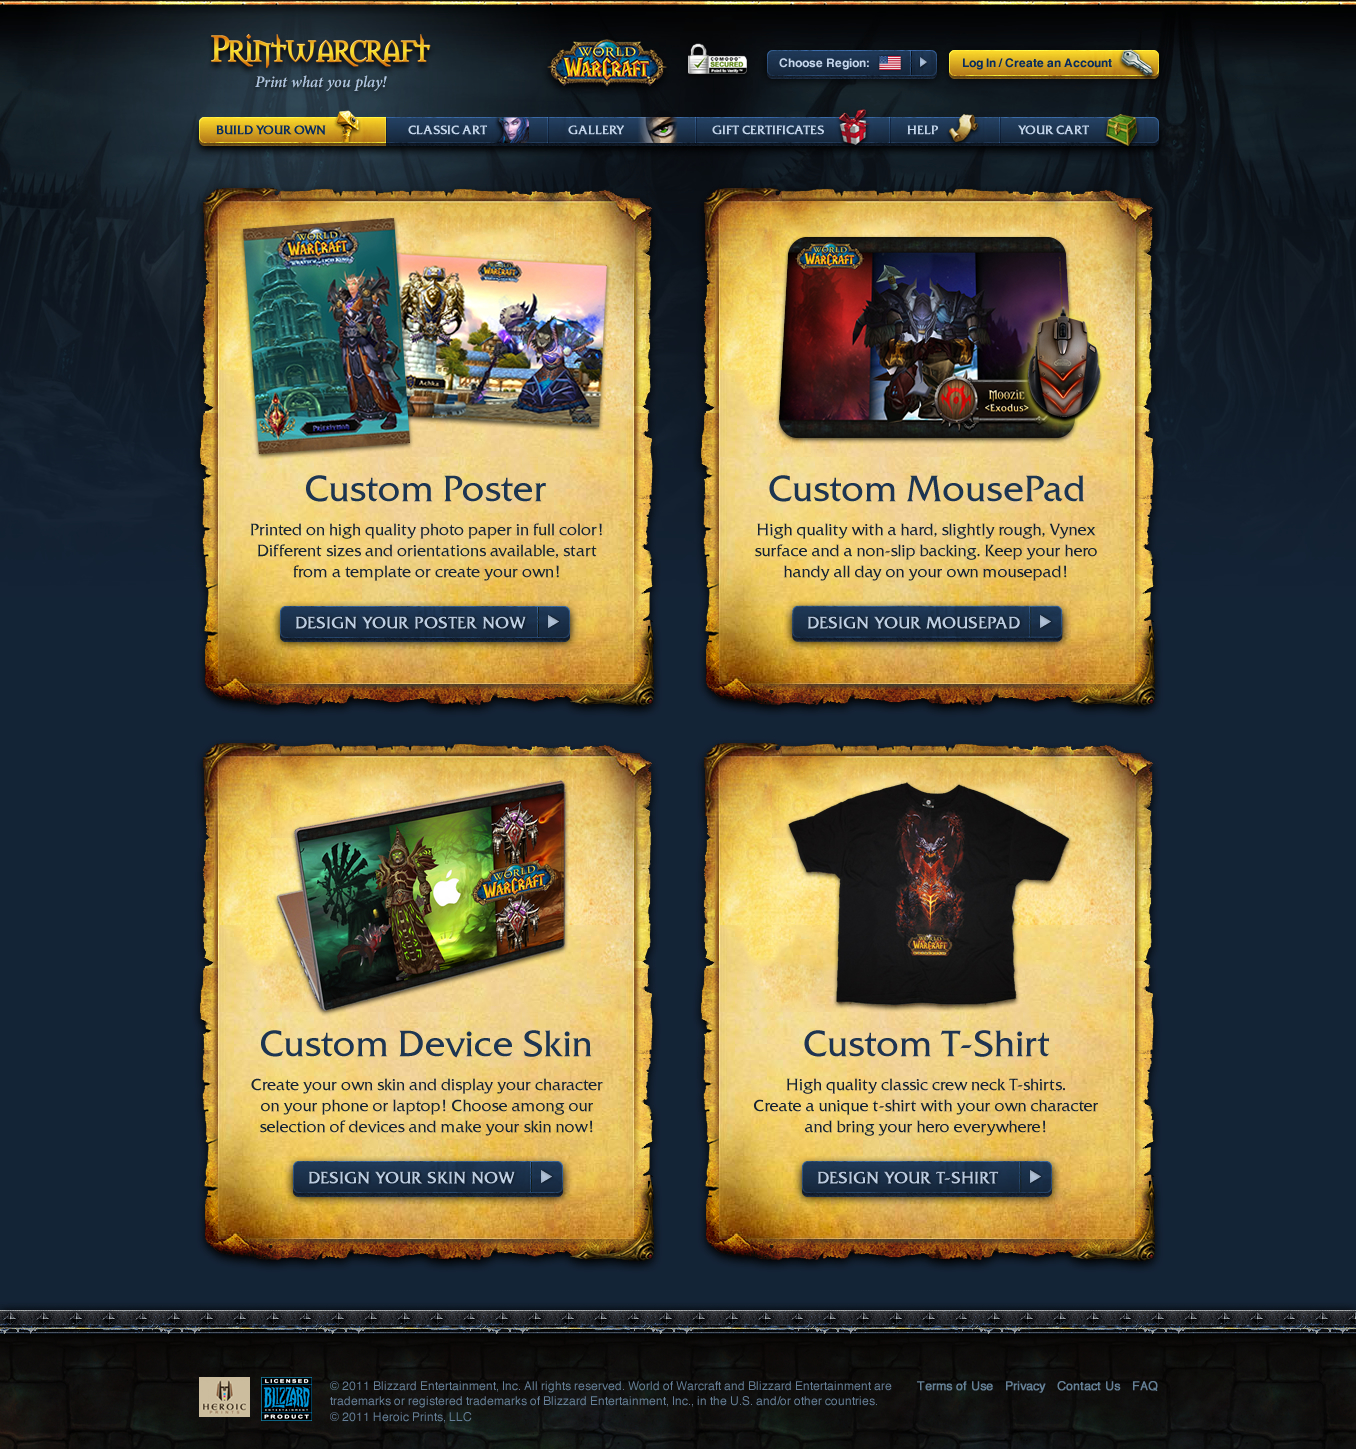 PRINTWARCRAFT
Print what you play!
WORLD
WARCRAFT
COMODO
SECURED
Choose Region:
Log In / Create an Account
BUILD YOUR OWN
CLASSIC ART
GALLERY
GIFT CERTIFICATES
HELP
YOUR CART
WORLD
WARCRAFT
WARCRAFT
Achka
WORLD
WARCRAFT
MOOZIE
<Exodus>
Custom Poster
Printed on high quality photo paper in full color!
Different sizes and orientations available, start
from a template or create your own!
DESIGN YOUR POSTER NOW
Custom MousePad
High quality with a hard, slightly rough, Vynex
surface and a non-slip backing. Keep your hero
handy all day on your own mousepad!
DESIGN YOUR MOUSEPAD
WORLD
WARCRAFT
WORLD
WARCRAFT
Custom Device Skin
Create your own skin and display your character
on your phone or laptop! Choose among our
selection of devices and make your skin now!
DESIGN YOUR SKIN NOW
Custom T-Shirt
High quality classic crew neck T-shirts.
Create a unique t-shirt with your own character
and bring your hero everywhere!
DESIGN YOUR T-SHIRT
HEROIC
PRINTS
LICENSED
BLIZZARD
ENTERTAINMENT
PRODUCT
© 2011 Blizzard Entertainment, Inc. All rights reserved. World of Warcraft and Blizzard Entertainment are
trademarks or registered trademarks of Blizzard Entertainment, Inc., in the U.S. and/or other countries.
© 2011 Heroic Prints, LLC
Terms of Use
Privacy
Contact Us
FAQ